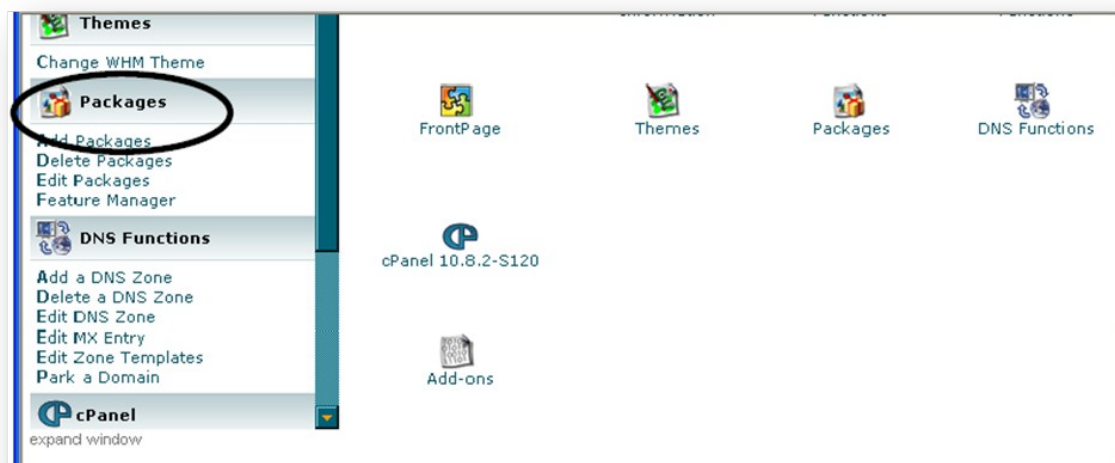 Themes
Change WHM Theme
Packages
Add Packages
Delete Packages
Edit Packages
Feature Manager
DNS Functions
Add a DNS Zone
Delete a DNS Zone
Edit DNS Zone
Edit MX Entry
Edit Zone Templates
Park a Domain
cPanel
expand window
FrontPage
Themes
Packages
DNS Functions
cPanel 10.8.2-S120
Add-ons